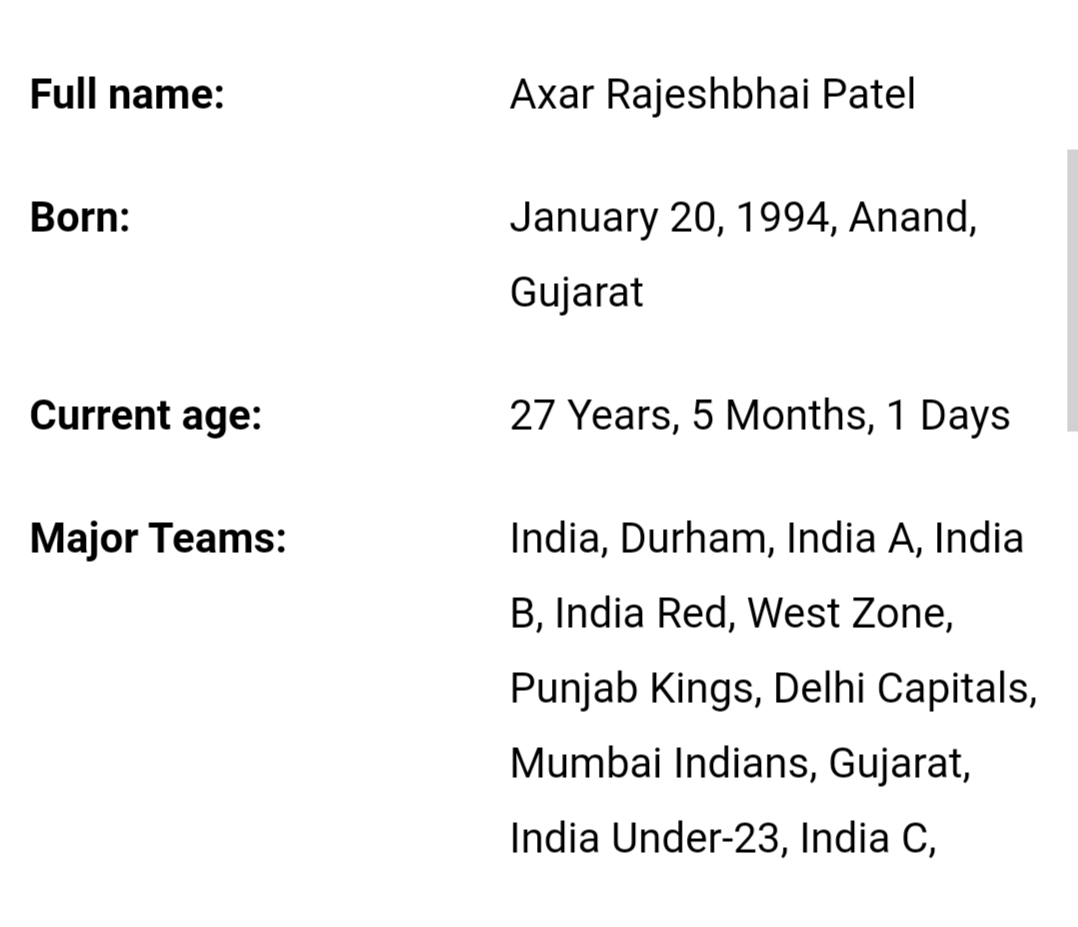 Full name: Axar Rajeshbhai Patel
Born: January 20, 1994, Anand,
Gujarat
Current age: 27 Years, 5 Months, 1 Days
Major Teams: India, Durham, India A, India
B, India Red, West Zone,
Punjab Kings, Delhi Capitals,
Mumbai Indians, Gujarat,
India Under-23, India C,